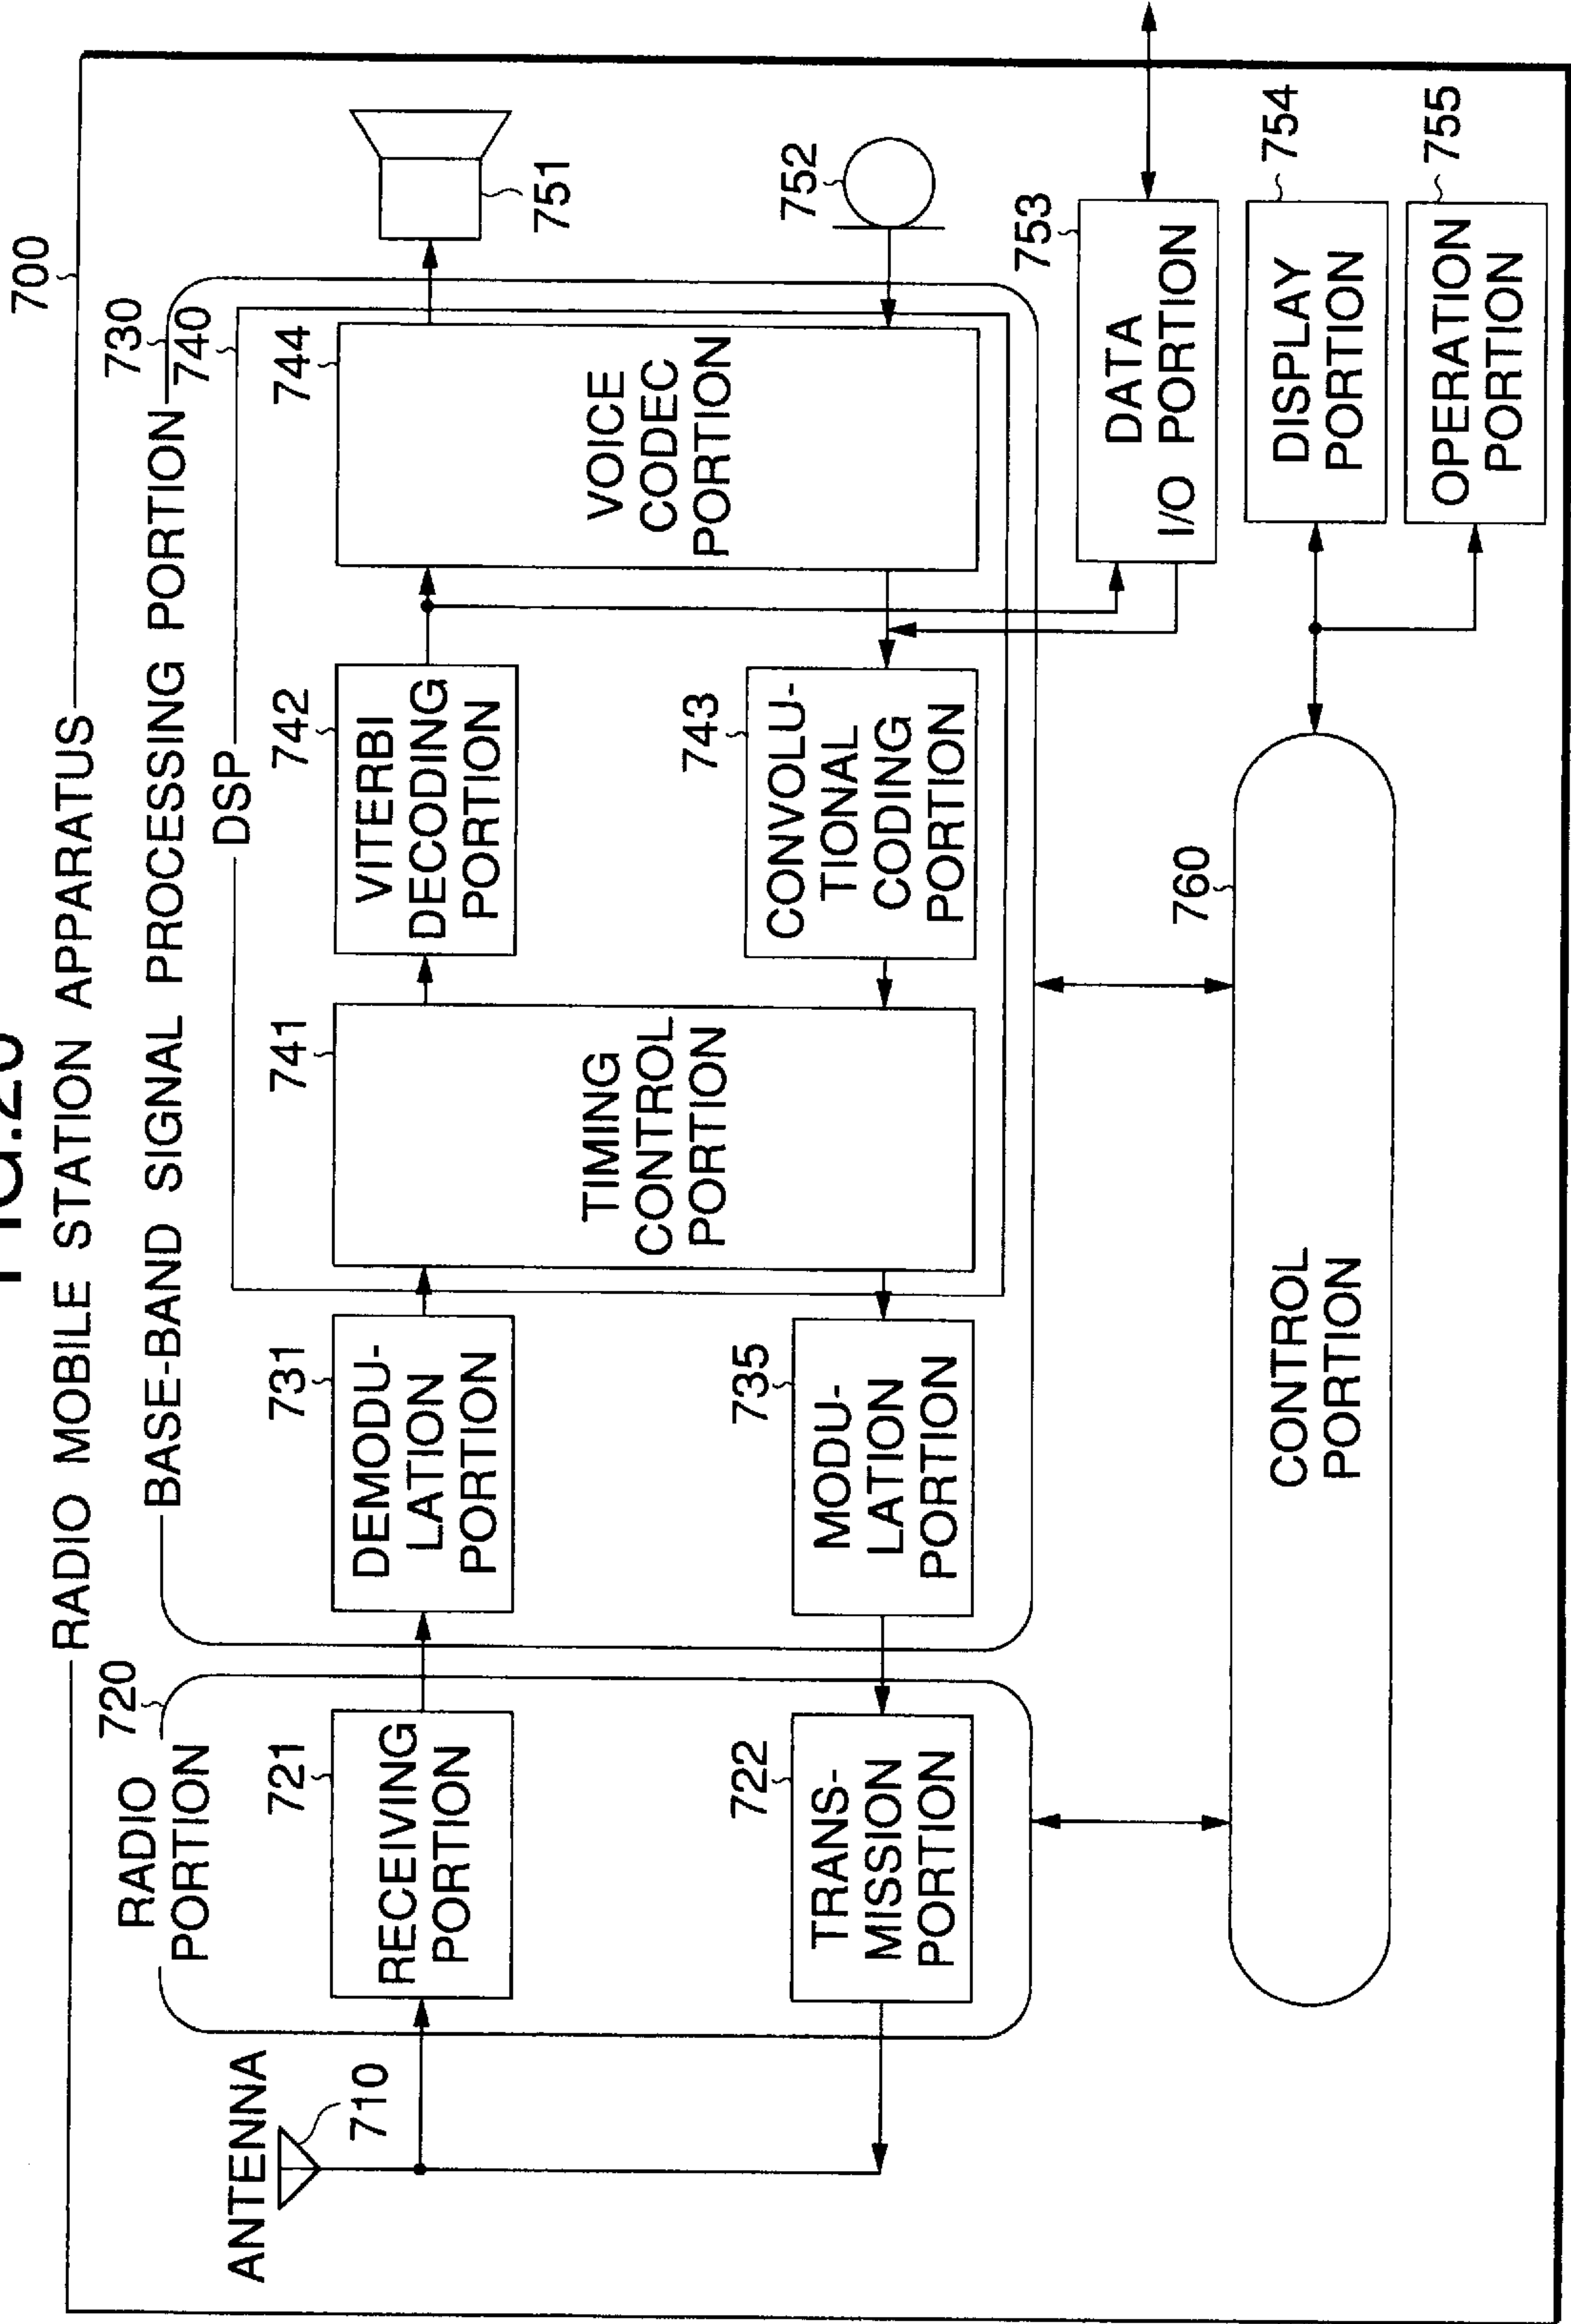 700
RADIO MOBILE STATION APPARATUS
BASE-BAND SIGNAL PROCESSING PORTION
730
DSP
740
RADIO
PORTION
720
ANTENNA
710
721
RECEIVING
PORTION
731
DEMODU-
LATION
PORTION
741
TIMING
CONTROL
PORTION
742
VITERBI
DECODING
PORTION
744
VOICE
CODEC
PORTION
751
722
TRANS-
MISSION
PORTION
735
MODU-
LATION
PORTION
743
CONVOLU-
TIONAL
CODING
PORTION
752
753
DATA
I/O PORTION
754
DISPLAY
PORTION
755
OPERATION
PORTION
760
CONTROL
PORTION